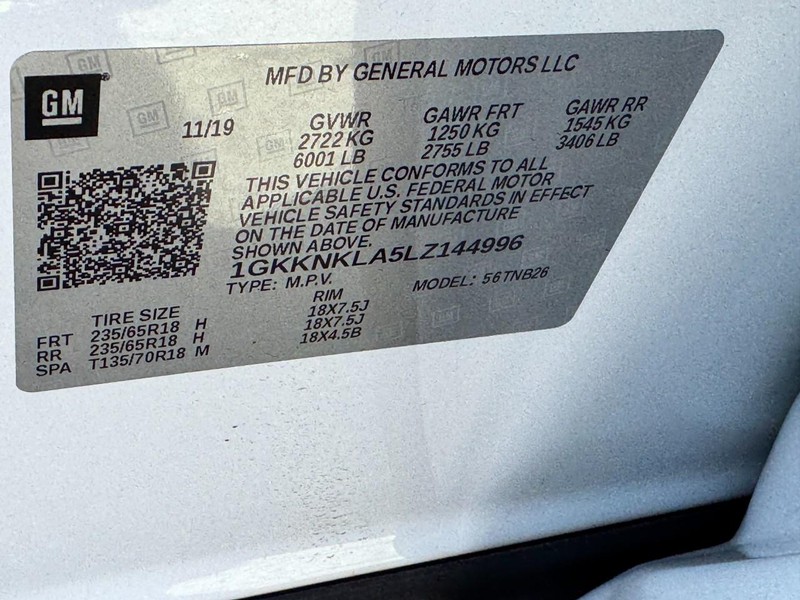 GM
MFD BY GENERAL MOTORS LLC
11/19
GVWR GAWR FRT GAWR RR
2722 KG 1250 KG 1545 KG
6001 LB 2755 LB 3406 LB
THIS VEHICLE CONFORMS TO ALL
APPLICABLE U.S. FEDERAL MOTOR
VEHICLE SAFETY STANDARDS IN EFFECT
ON THE DATE OF MANUFACTURE
SHOWN ABOVE.
1GKKNKLA5LZ144996
TYPE: M.P.V. MODEL: 56TNB26
TIRE SIZE RIM
FRT 235/65R18 H 18X7.5J
RR 235/65R18 H 18X7.5J
SPA T135/70R18 M 18X4.5B